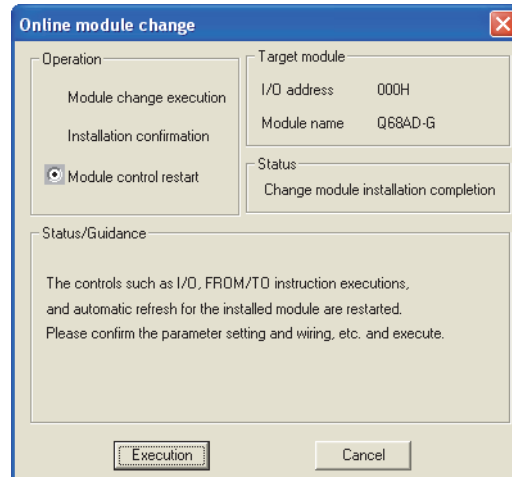 Online module change
Operation
Module change execution
Installation confirmation
Module control restart
Target module
I/O address 000H
Module name Q68AD-G
Status
Change module installation completion
Status/Guidance
The controls such as I/O, FROM/TO instruction executions,
and automatic refresh for the installed module are restarted.
Please confirm the parameter setting and wiring, etc. and execute.
Execution Cancel